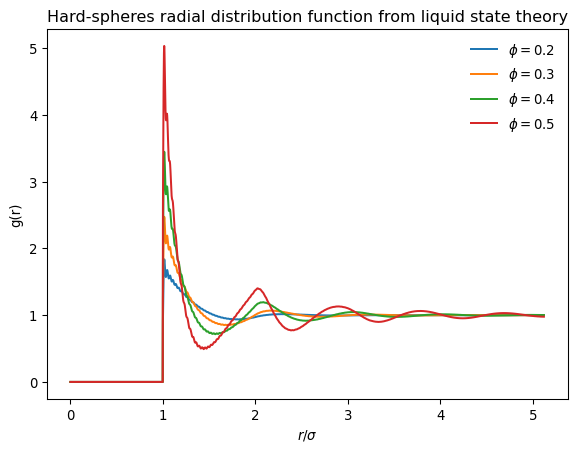 Hard-spheres radial distribution function from liquid state theory
ϕ = 0.2
ϕ = 0.3
ϕ = 0.4
ϕ = 0.5
g(r)
5
4
3
2
1
0
0 1 2 3 4 5
r/σ